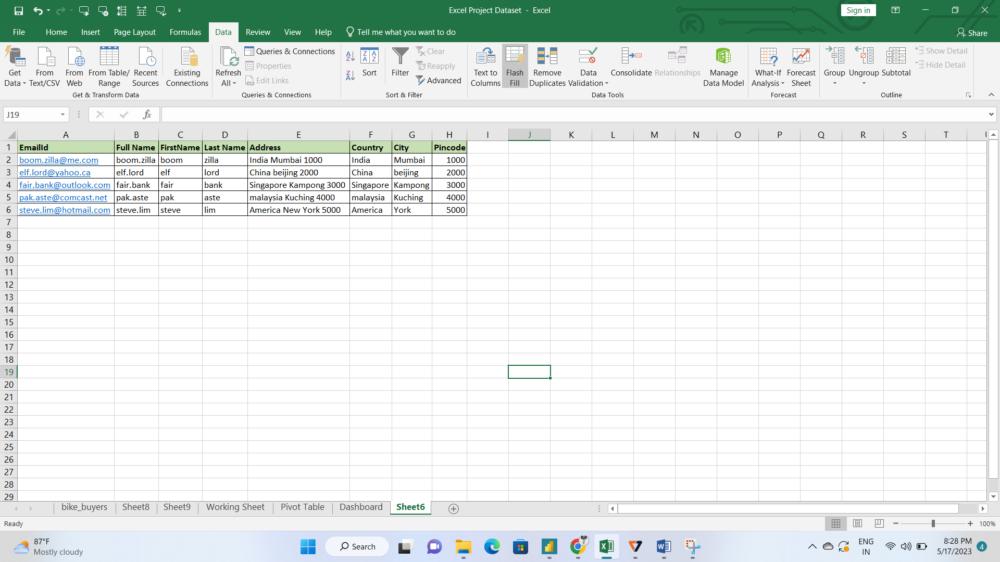 Excel Project Dataset - Excel
Sign in
File Home Insert Page Layout Formulas Data Review View Help Tell me what you want to do
Share
Get Data
From Text/CSV
From Web
From Table/ Range
Recent Sources
Existing Connections
Get & Transform Data
Refresh All
Queries & Connections
Properties
Edit Links
Queries & Connections
Sort
Filter
Clear
Reapply
Advanced
Sort & Filter
Text to Columns
Flash Fill
Remove Duplicates
Data Validation
Consolidate
Relationships
Manage Data Model
Data Tools
What-If Analysis
Forecast Sheet
Forecast
Group
Ungroup
Subtotal
Show Detail
Hide Detail
Outline
J19
fx
A B C D E F G H I J K L M N O P Q R S T
1 EmailId Full Name FirstName Last Name Address Country City Pincode
2 boom.zilla@me.com boom.zilla boom zilla India Mumbai 1000 India Mumbai 1000
3 elf.lord@yahoo.ca elf.lord elf lord China beijing 2000 China beijing 2000
4 fair.bank@outlook.com fair.bank fair bank Singapore Kampong 3000 Singapore Kampong 3000
5 pak.aste@comcast.net pak.aste pak aste malaysia Kuching 4000 malaysia Kuching 4000
6 steve.lim@hotmail.com steve.lim steve lim America New York 5000 America York 5000
7
8
9
10
11
12
13
14
15
16
17
18
19
20
21
22
23
24
25
26
27
28
29
bike_buyers Sheet8 Sheet9 Working Sheet Pivot Table Dashboard Sheet6
Ready
100%
87°F
Mostly cloudy
Search
ENG
IN
8:28 PM
5/17/2023
4